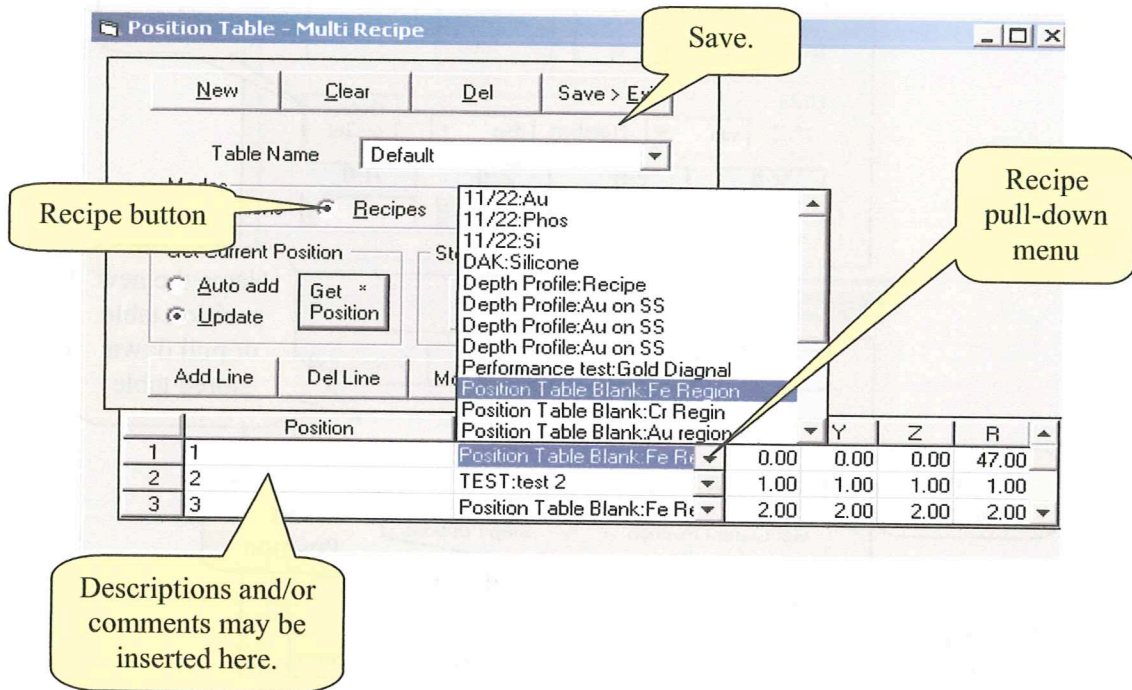 Position Table - Multi Recipe
Save.
New Clear Del Save > Exi
Table Name Default
Modes
Recipe button
Recipes
Recipe
pull-down
menu
11/22:Au
11/22:Phos
11/22:Si
DAK:Silicone
Depth Profile:Recipe
Depth Profile:Au on SS
Depth Profile:Au on SS
Depth Profile:Au on SS
Performance test:Gold Diagnal
Position Table Blank:Fe Region
Position Table Blank:Cr Regin
Position Table Blank:Au region
Get Current Position
Auto add
Update
Get *
Position
Add Line Del Line
Position Y Z R
1 1 Position Table Blank:Fe Re 0.00 0.00 0.00 47.00
2 2 TEST:test 2 1.00 1.00 1.00 1.00
3 3 Position Table Blank:Fe Re 2.00 2.00 2.00 2.00
Descriptions and/or
comments may be
inserted here.